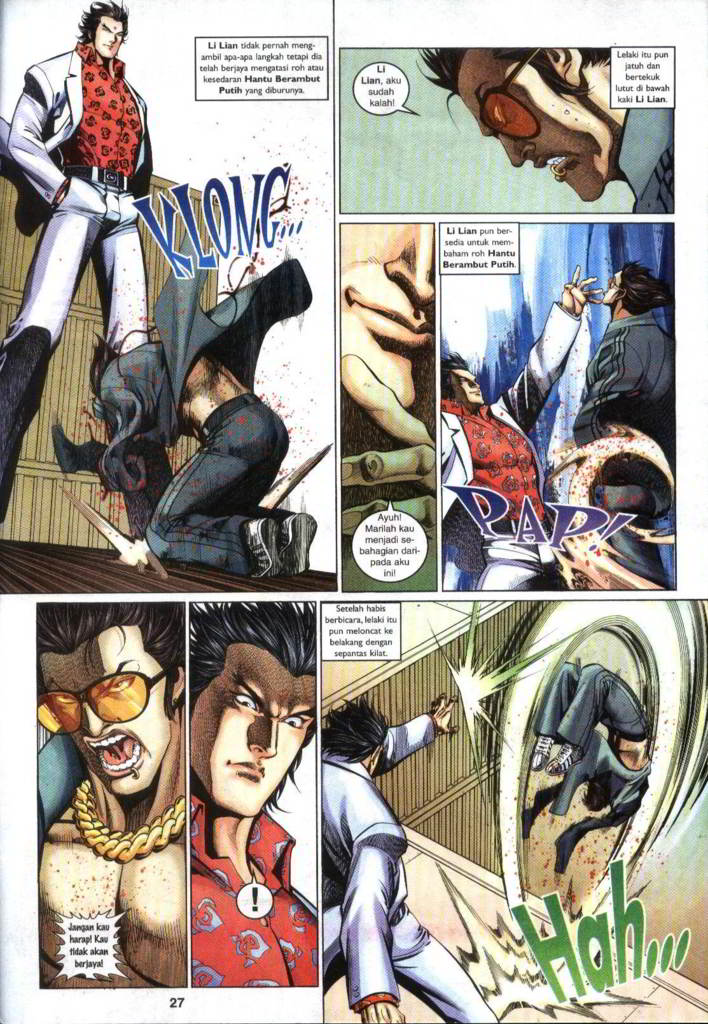 Li Lian tidak pernah meng-
ambil apa-apa langkah tetapi dia
telah berjaya mengatasi roh atau
kesedaran Hantu Berambut
Putih yang diburunya.
KLONG...
Li
Lian, aku
sudah
kalah!
Lelaki itu pun
jatuh dan
bertekuk
lutut di bawah
kaki Li Lian.
Ayuh!
Marilah kau
menjadi se-
bahagian dari-
pada aku
ini!
Li Lian pun ber-
sedia untuk mem-
baham roh Hantu
Berambut Putih.
PAP!
Jangan kau
harap! Kau
tidak akan
berjaya!
!
Setelah habis
berbicara, lelaki itu
pun meloncat ke
belakang dengan
sepantas kilat.
Hah...
27